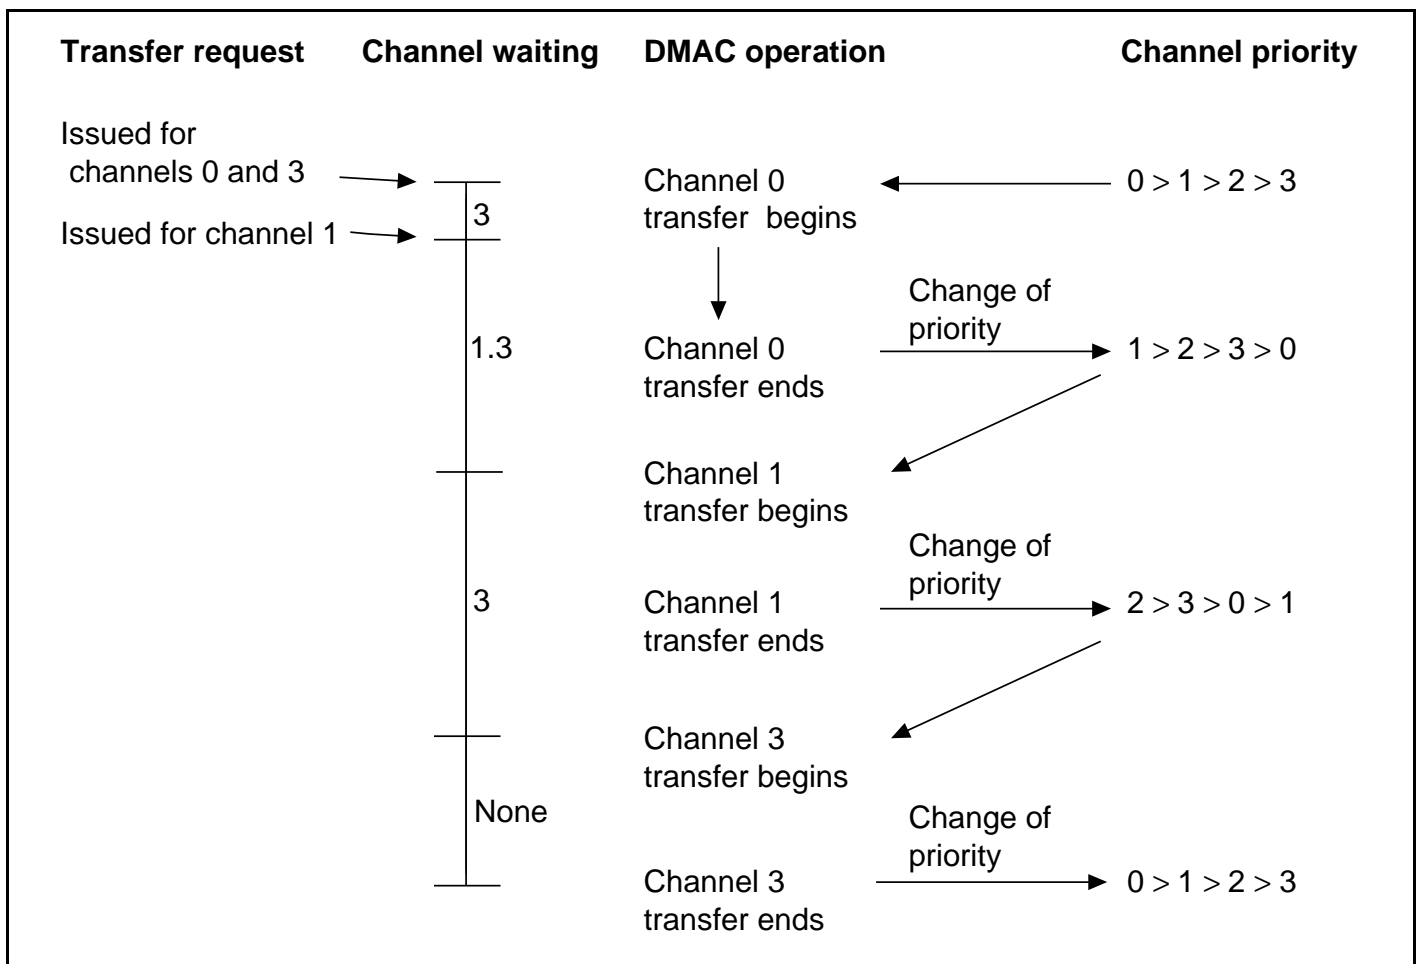 Transfer request Channel waiting DMAC operation Channel priority
Issued for
channels 0 and 3
Channel 0
transfer begins
0 > 1 > 2 > 3
3
Issued for channel 1
Change of
priority
1.3
Channel 0
transfer ends
1 > 2 > 3 > 0
Channel 1
transfer begins
Change of
priority
3
Channel 1
transfer ends
2 > 3 > 0 > 1
Channel 3
transfer begins
None
Change of
priority
Channel 3
transfer ends
0 > 1 > 2 > 3